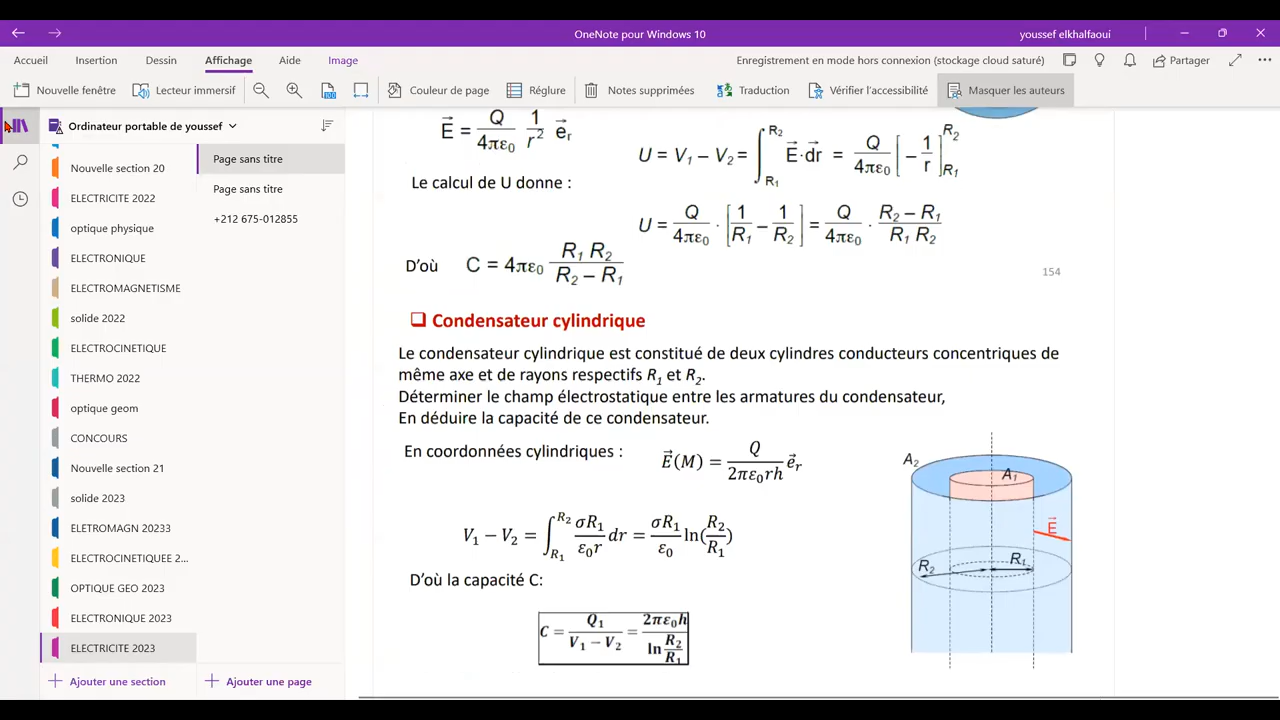 OneNote pour Windows 10
youssef elkhalfaoui
Accueil Insertion Dessin Affichage Aide Image
Enregistrement en mode hors connexion (stockage cloud saturé) Partager
Nouvelle fenêtre Lecteur immersif Couleur de page Réglure Notes supprimées Traduction Vérifier l'accessibilité Masquer les auteurs
Ordinateur portable de youssef
Nouvelle section 20
ELECTRICITE 2022
optique physique
ELECTRONIQUE
ELECTROMAGNETISME
solide 2022
ELECTROCINETIQUE
THERMO 2022
optique geom
CONCOURS
Nouvelle section 21
solide 2023
ELETROMAGN 20233
ELECTROCINETIQUEE 2...
OPTIQUE GEO 2023
ELECTRONIQUE 2023
ELECTRICITE 2023
Ajouter une section
Page sans titre
Page sans titre
+212 675-012855
Ajouter une page
E⃗ = Q/4πε₀ 1/r² e⃗r
U = V₁ – V₂ = ∫_{R₁}^{R₂} E⃗·dr⃗ = Q/4πε₀ [– 1/r]_{R₁}^{R₂}
Le calcul de U donne :
U = Q/4πε₀ · [1/R₁ – 1/R₂] = Q/4πε₀ · (R₂ – R₁)/(R₁ R₂)
D'où C = 4πε₀ (R₁ R₂)/(R₂ – R₁)
154
❑ Condensateur cylindrique
Le condensateur cylindrique est constitué de deux cylindres conducteurs concentriques de
même axe et de rayons respectifs R₁ et R₂.
Déterminer le champ électrostatique entre les armatures du condensateur,
En déduire la capacité de ce condensateur.
En coordonnées cylindriques : E⃗(M) = Q/(2πε₀rh) e⃗r
V₁ − V₂ = ∫_{R₁}^{R₂} σR₁/(ε₀r) dr = σR₁/ε₀ ln(R₂/R₁)
D'où la capacité C:
C = Q₁/(V₁ − V₂) = 2πε₀h/(ln R₂/R₁)
A₂
A₁
E⃗
R₂
R₁